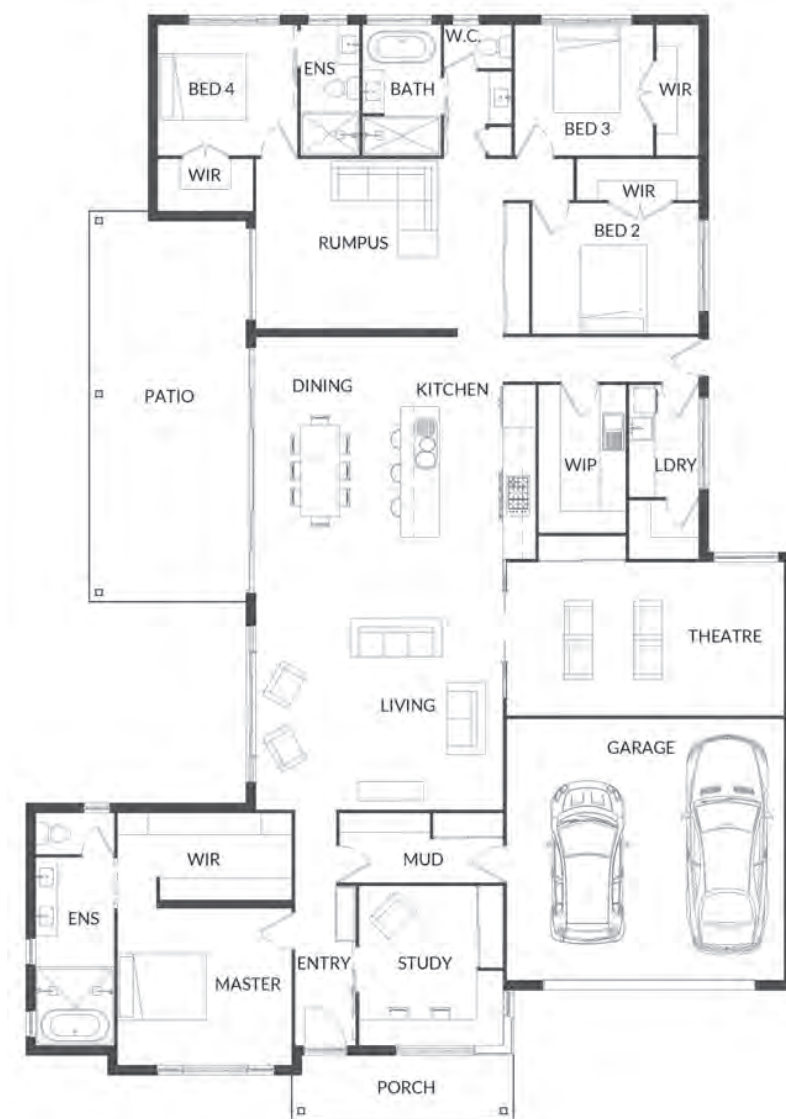 W.C.
BED 4
ENS
BATH
WIR
BED 3
WIR
WIR
BED 2
RUMPUS
PATIO
DINING
KITCHEN
WIP
LDRY
THEATRE
LIVING
GARAGE
WIR
MUD
ENS
MASTER
ENTRY
STUDY
PORCH